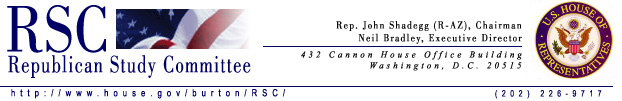 RSC
Republican Study Committee
Rep. John Shadegg (R-AZ), Chairman
Neil Bradley, Executive Director
432 Cannon House Office Building
Washington, D.C. 20515
U.S. HOUSE OF REPRESENTATIVES
http://www.house.gov/burton/RSC/
(202) 226-9717